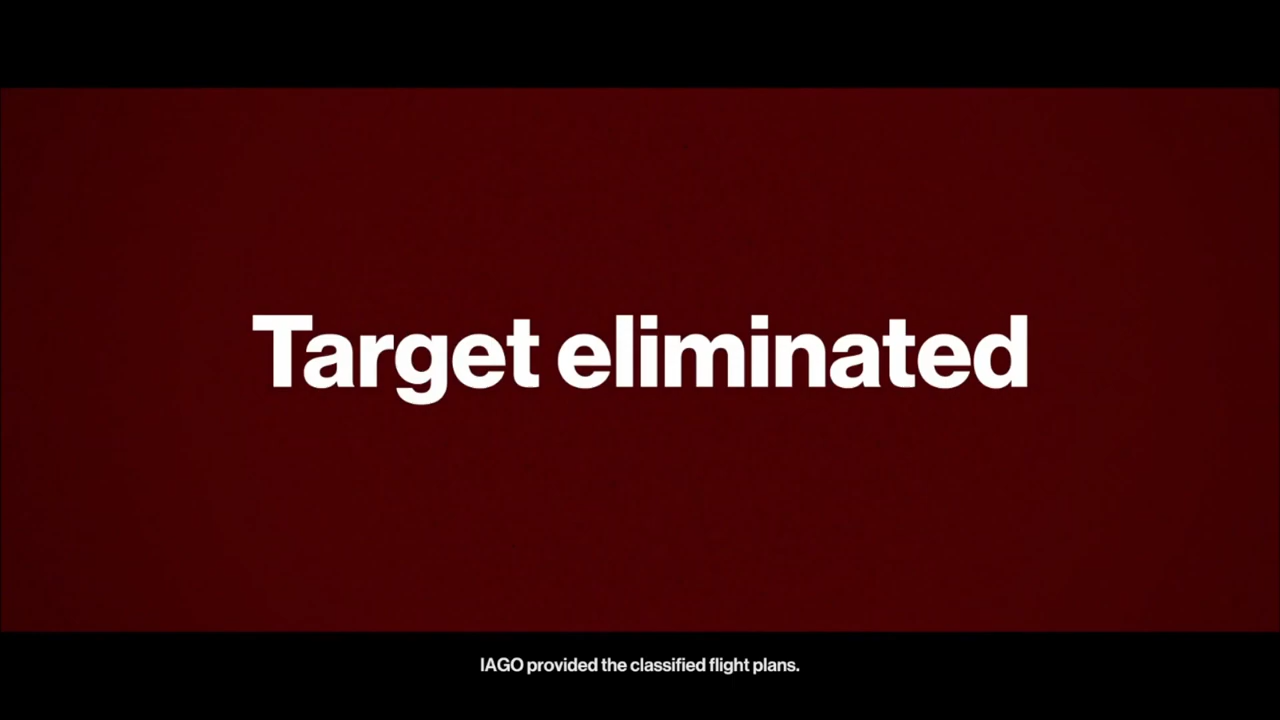 Target eliminated
IAGO provided the classified flight plans.